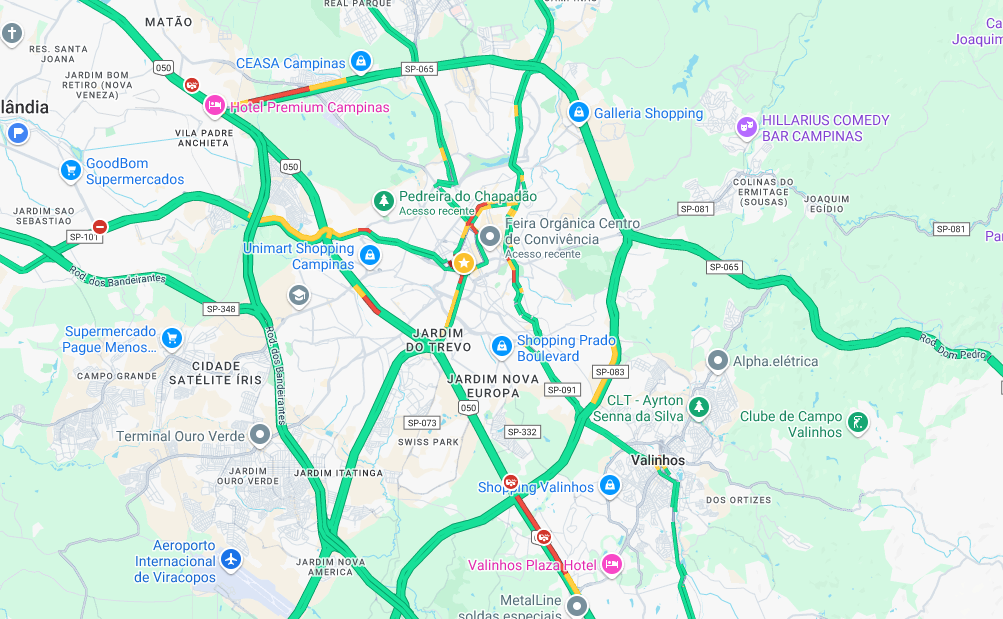 REAL PARQUE
CAMPINAS
MATÃO
Ca
Joaquim
RES. SANTA
JOANA
CEASA Campinas
050
SP-065
JARDIM BOM
RETIRO (NOVA
VENEZA)
lândia
Hotel Premium Campinas
Galleria Shopping
HILLARIUS COMEDY
BAR CAMPINAS
VILA PADRE
ANCHIETA
050
GoodBom
Supermercados
COLINAS DO
ERMITAGE
(SOUSAS)
Pedreira do Chapadão
Acesso recente
JOAQUIM
EGÍDIO
JARDIM SAO
SEBASTIAO
SP-081
Feira Orgânica Centro
de Convivência
Acesso recente
SP-081
SP-101
Par
Unimart Shopping
Campinas
SP-065
Rod. dos Bandeirantes
SP-348
Supermercado
Pague Menos...
Rod. dos Bandeirantes
JARDIM
DO TREVO
Shopping Prado
Boulevard
Rod. Dom Pedro
Alpha.elétrica
CAMPO GRANDE
CIDADE
SATÉLITE ÍRIS
JARDIM NOVA
EUROPA
SP-083
SP-091
050
CLT - Ayrton
Senna da Silva
Clube de Campo
Valinhos
SP-073
SP-332
Terminal Ouro Verde
SWISS PARK
Valinhos
JARDIM
OURO VERDE
JARDIM ITATINGA
Shopping Valinhos
DOS ORTIZES
Aeroporto
Internacional
de Viracopos
JARDIM NOVA
AMÉRICA
Valinhos Plaza Hotel
MetalLine
soldas especiais